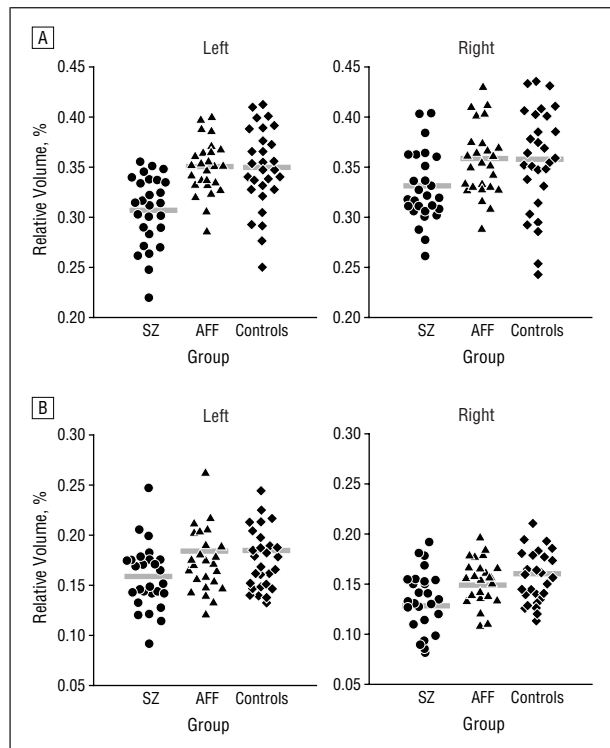 A
Left
Right
0.45
0.40
0.35
0.30
0.25
0.20
Relative Volume, %
SZ
AFF
Controls
Group
0.45
0.40
0.35
0.30
0.25
0.20
SZ
AFF
Controls
Group
B
Left
Right
0.30
0.25
0.20
0.15
0.10
0.05
Relative Volume, %
SZ
AFF
Controls
Group
0.30
0.25
0.20
0.15
0.10
0.05
SZ
AFF
Controls
Group